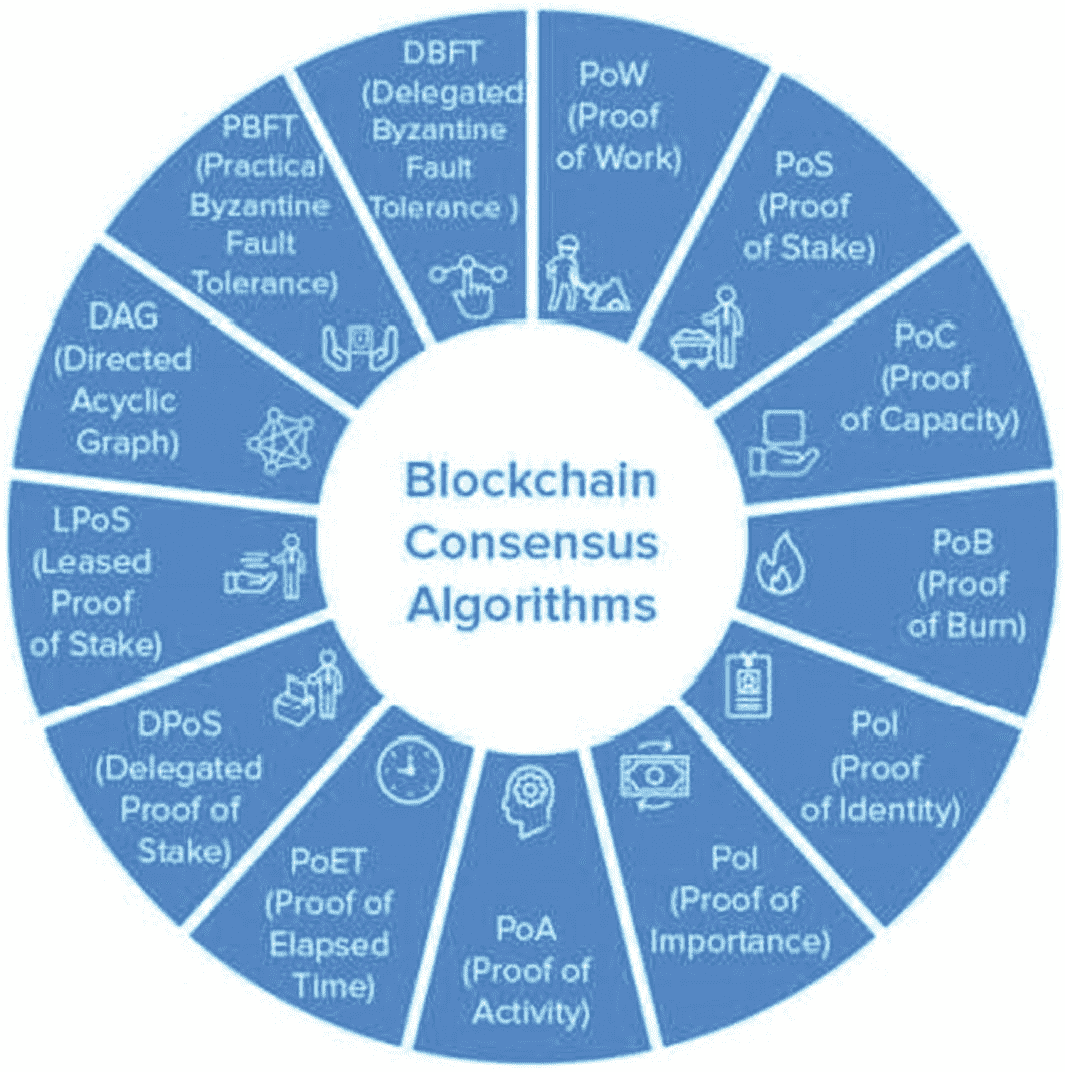 Blockchain
Consensus
Algorithms
PoW
(Proof
of Work)
PoS
(Proof
of Stake)
PoC
(Proof
of Capacity)
PoB
(Proof
of Burn)
PoI
(Proof
of Identity)
PoI
(Proof of
Importance)
PoA
(Proof of
Activity)
PoET
(Proof of
Elapsed
Time)
DPoS
(Delegated
Proof of
Stake)
LPoS
(Leased
Proof
of Stake)
DAG
(Directed
Acyclic
Graph)
PBFT
(Practical
Byzantine
Fault
Tolerance)
DBFT
(Delegated
Byzantine
Fault
Tolerance )